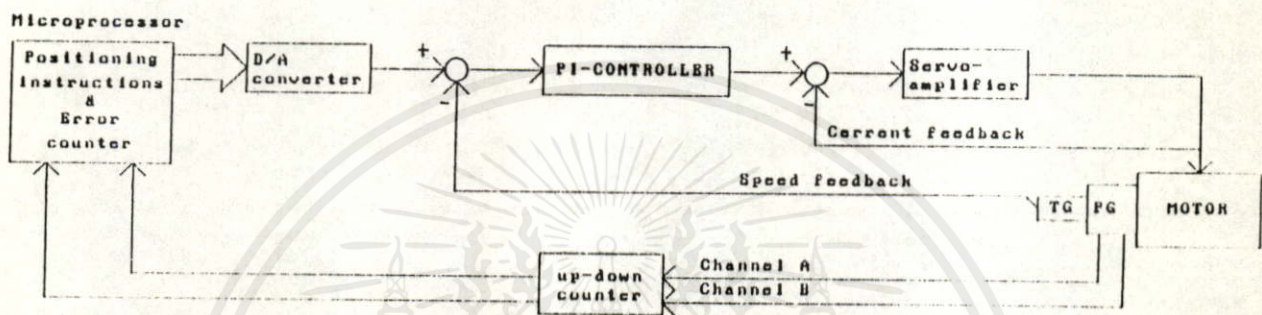 Microprocessor
Positioning
instructions
&
Error
counter
D/A
converter
+
-
PI-CONTROLLER
+
-
Servo-
amplifier
Corrent feedback
Speed feedback
TG
PG
MOTOR
up-down
counter
Channel A
Channel B